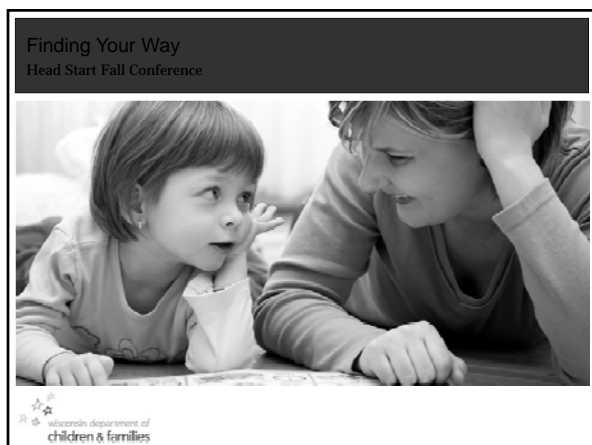 Finding Your Way
Head Start Fall Conference
wisconsin department of
children & families